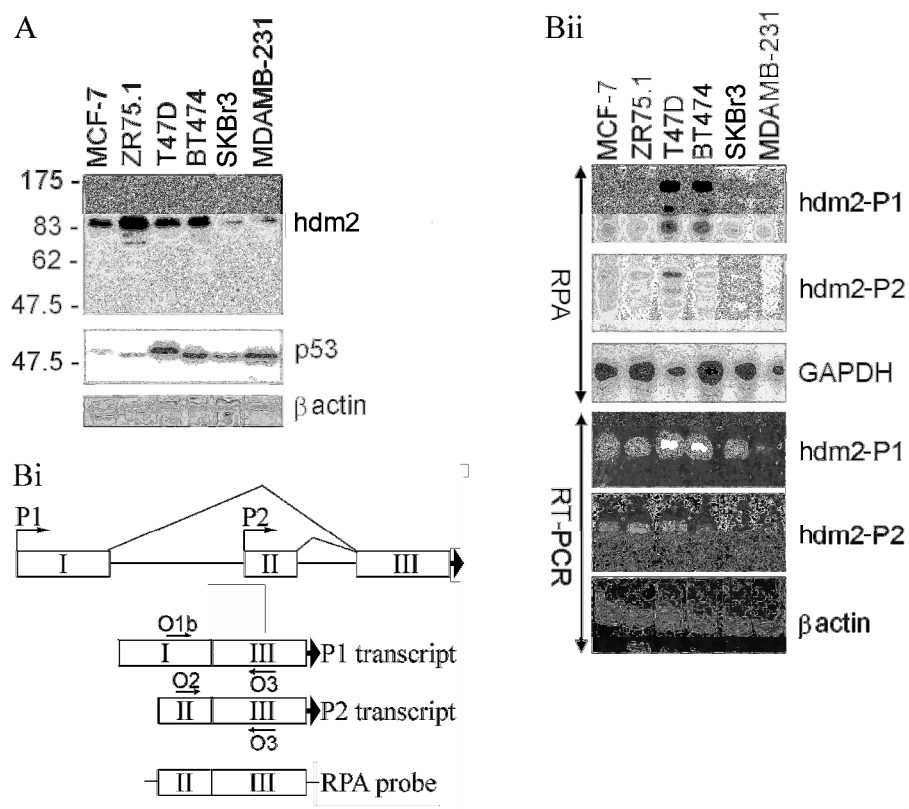 A
MCF-7
ZR75.1
T47D
BT474
SKBr3
MDAMB-231
175 -
83 -
62
47.5 -
hdm2
47.5 -
p53
β actin
Bi
P1
P2
I
II
III
O1b
I
III
P1 transcript
O3
O2
II
III
P2 transcript
O3
II
III
RPA probe
Bii
MCF-7
ZR75.1
T47D
BT474
SKBr3
MDAMB-231
RPA
hdm2-P1
hdm2-P2
GAPDH
RT-PCR
hdm2-P1
hdm2-P2
β actin